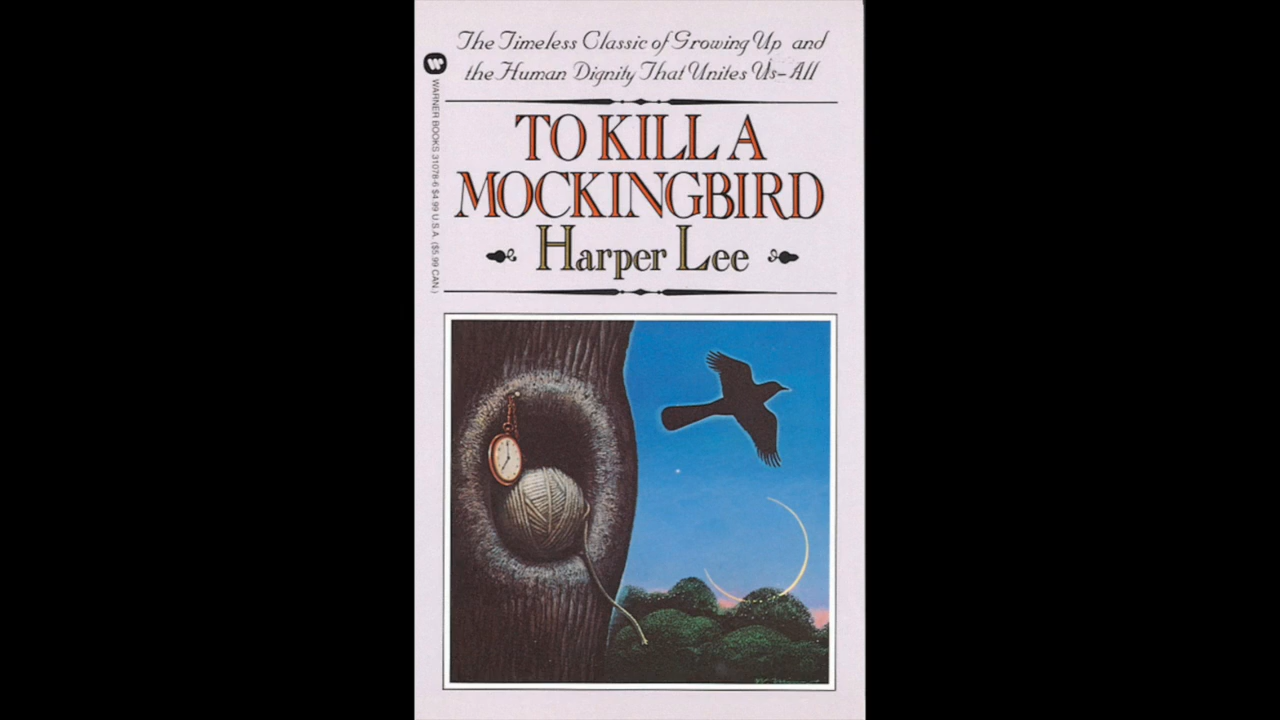 The Timeless Classic of Growing Up and
the Human Dignity That Unites Us–All
W
WARNER BOOKS 31078-6 $4.99 U.S.A. ($5.99 CAN.)
TO KILL A
MOCKINGBIRD
Harper Lee